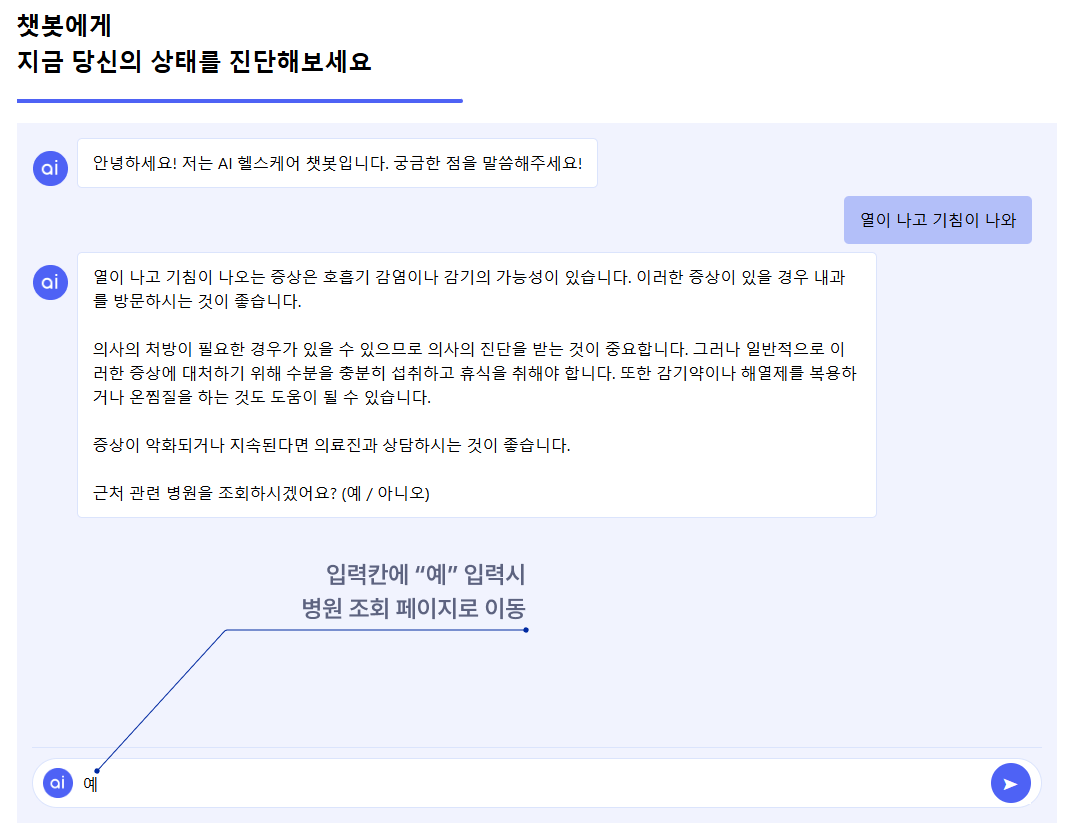 챗봇에게
지금 당신의 상태를 진단해보세요
ai
안녕하세요! 저는 AI 헬스케어 챗봇입니다. 궁금한 점을 말씀해주세요!
열이 나고 기침이 나와
ai
열이 나고 기침이 나오는 증상은 호흡기 감염이나 감기의 가능성이 있습니다. 이러한 증상이 있을 경우 내과
를 방문하시는 것이 좋습니다.
의사의 처방이 필요한 경우가 있을 수 있으므로 의사의 진단을 받는 것이 중요합니다. 그러나 일반적으로 이
러한 증상에 대처하기 위해 수분을 충분히 섭취하고 휴식을 취해야 합니다. 또한 감기약이나 해열제를 복용하
거나 온찜질을 하는 것도 도움이 될 수 있습니다.
증상이 악화되거나 지속된다면 의료진과 상담하시는 것이 좋습니다.
근처 관련 병원을 조회하시겠어요? (예 / 아니오)
입력칸에 “예” 입력시
병원 조회 페이지로 이동
ai 예